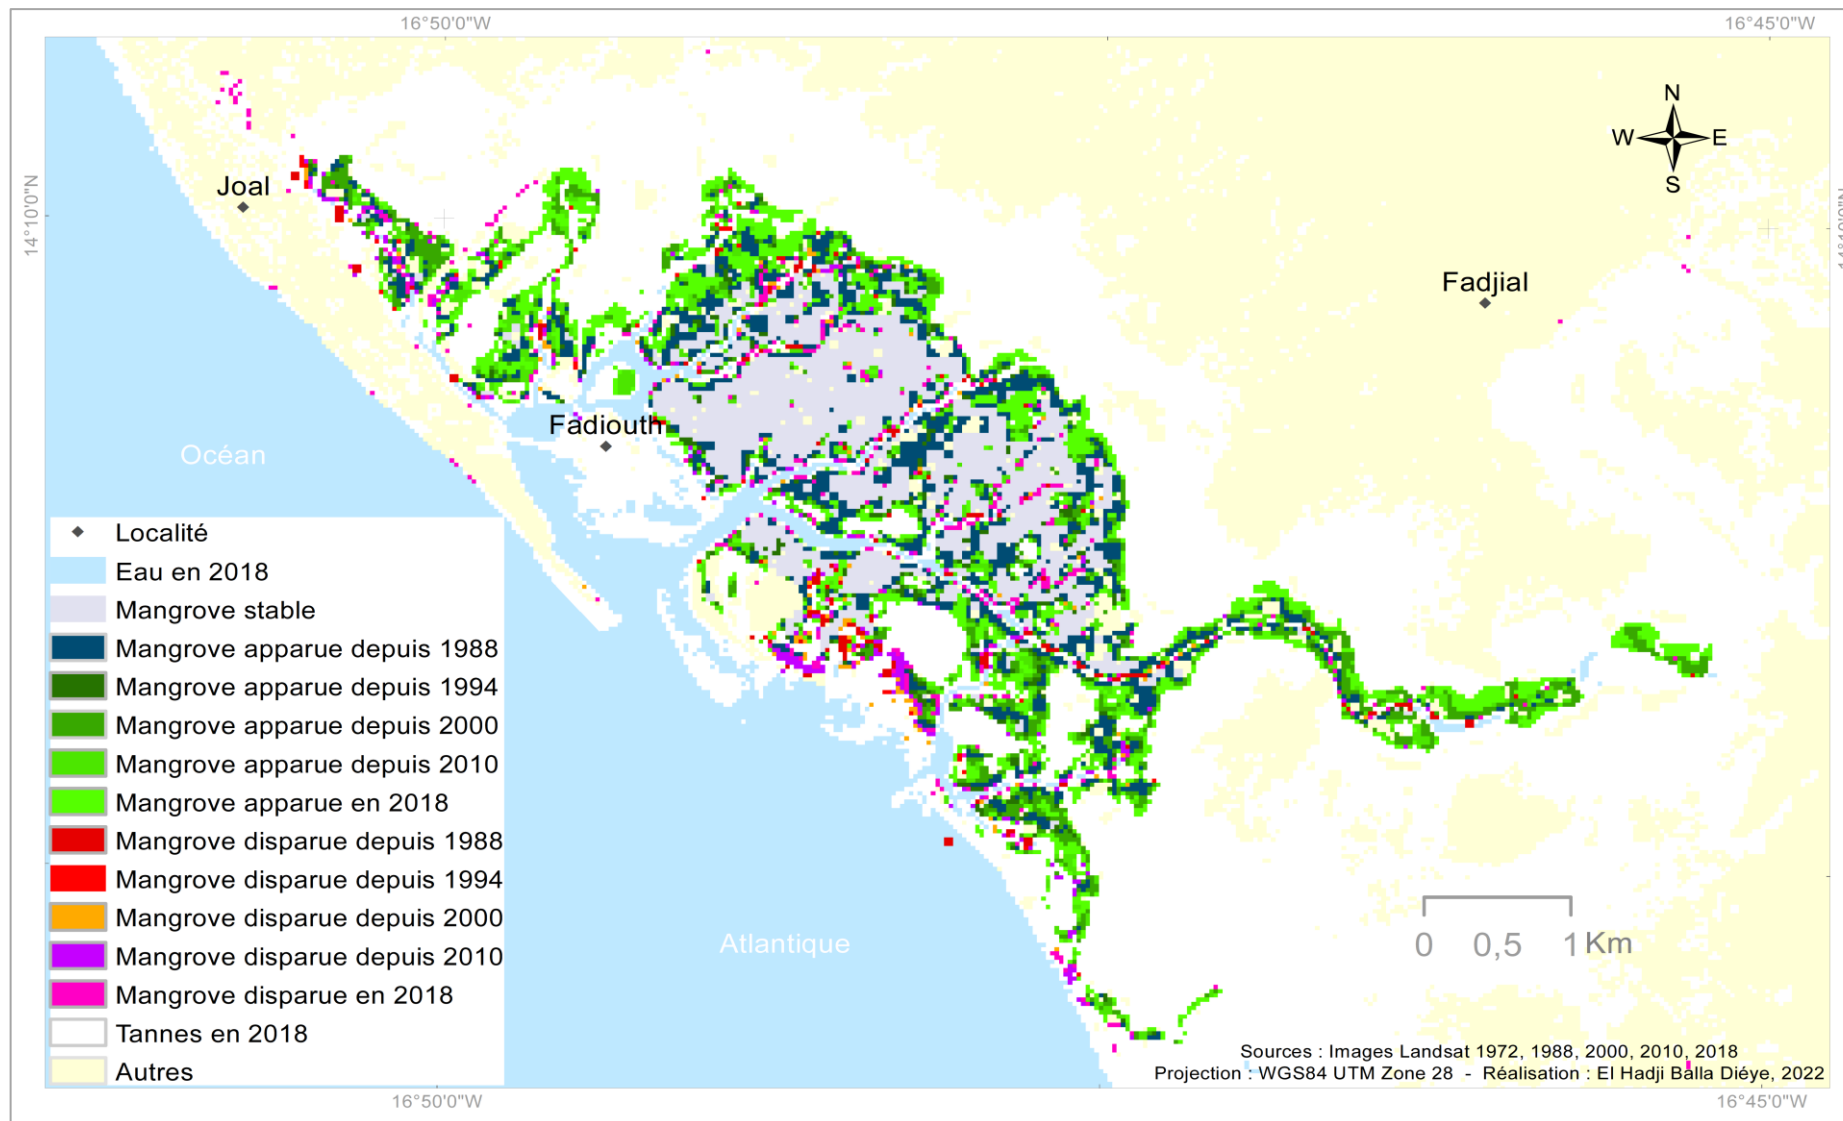 16°50'0"W
16°45'0"W
N
W E
S
14°10'0"N
Joal
Fadjial
Fadiouth
Océan
Localité
Eau en 2018
Mangrove stable
Mangrove apparue depuis 1988
Mangrove apparue depuis 1994
Mangrove apparue depuis 2000
Mangrove apparue depuis 2010
Mangrove apparue en 2018
Mangrove disparue depuis 1988
Mangrove disparue depuis 1994
Mangrove disparue depuis 2000
Mangrove disparue depuis 2010
Mangrove disparue en 2018
Tannes en 2018
Autres
Atlantique
0 0,5 1 Km
Sources : Images Landsat 1972, 1988, 2000, 2010, 2018
Projection : WGS84 UTM Zone 28 - Réalisation : El Hadji Balla Diéye, 2022
16°50'0"W
16°45'0"W